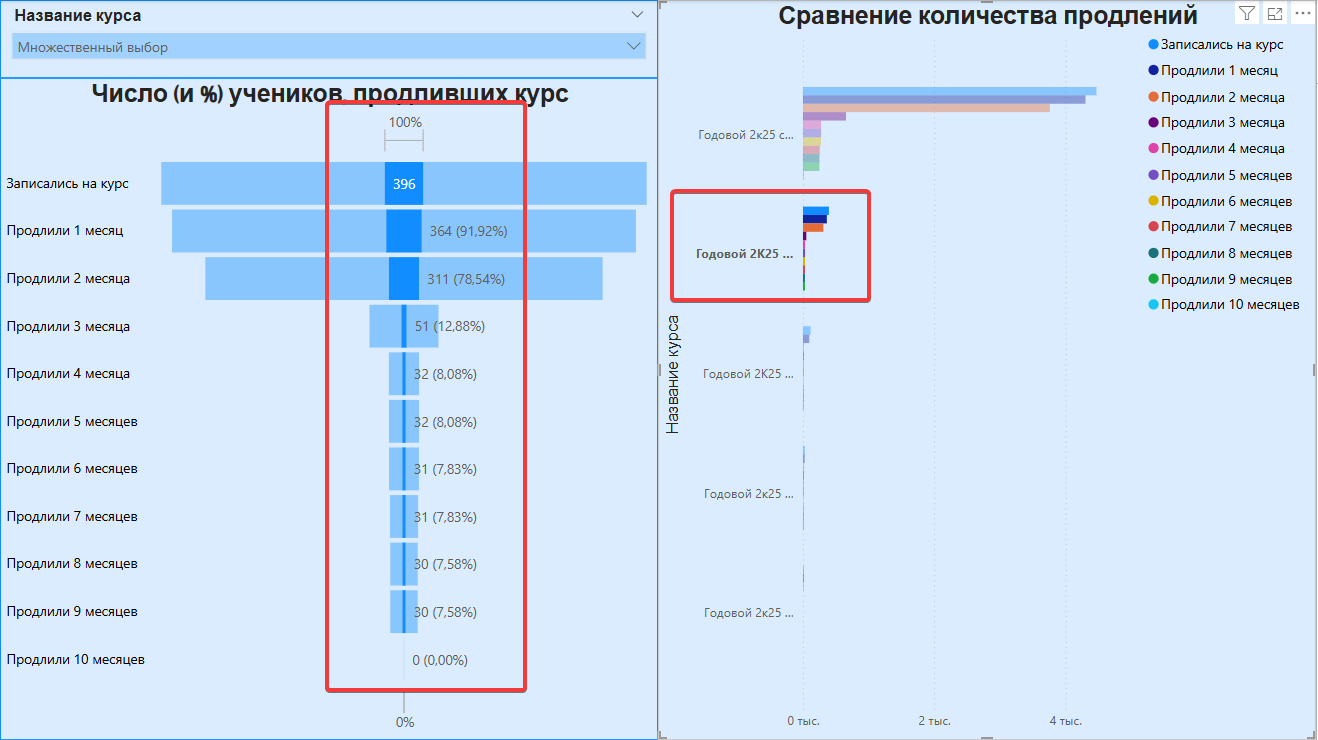 Название курса
Множественный выбор
Число (и %) учеников, продливших курс
100%
Записались на курс 396
Продлили 1 месяц 364 (91,92%)
Продлили 2 месяца 311 (78,54%)
Продлили 3 месяца 51 (12,88%)
Продлили 4 месяца 32 (8,08%)
Продлили 5 месяцев 32 (8,08%)
Продлили 6 месяцев 31 (7,83%)
Продлили 7 месяцев 31 (7,83%)
Продлили 8 месяцев 30 (7,58%)
Продлили 9 месяцев 30 (7,58%)
Продлили 10 месяцев 0 (0,00%)
0%
Сравнение количества продлений
Записались на курс
Продлили 1 месяц
Продлили 2 месяца
Продлили 3 месяца
Продлили 4 месяца
Продлили 5 месяцев
Продлили 6 месяцев
Продлили 7 месяцев
Продлили 8 месяцев
Продлили 9 месяцев
Продлили 10 месяцев
Название курса
Годовой 2к25 с...
Годовой 2К25 ...
Годовой 2К25 ...
Годовой 2к25 ...
Годовой 2к25 ...
0 тыс. 2 тыс. 4 тыс.